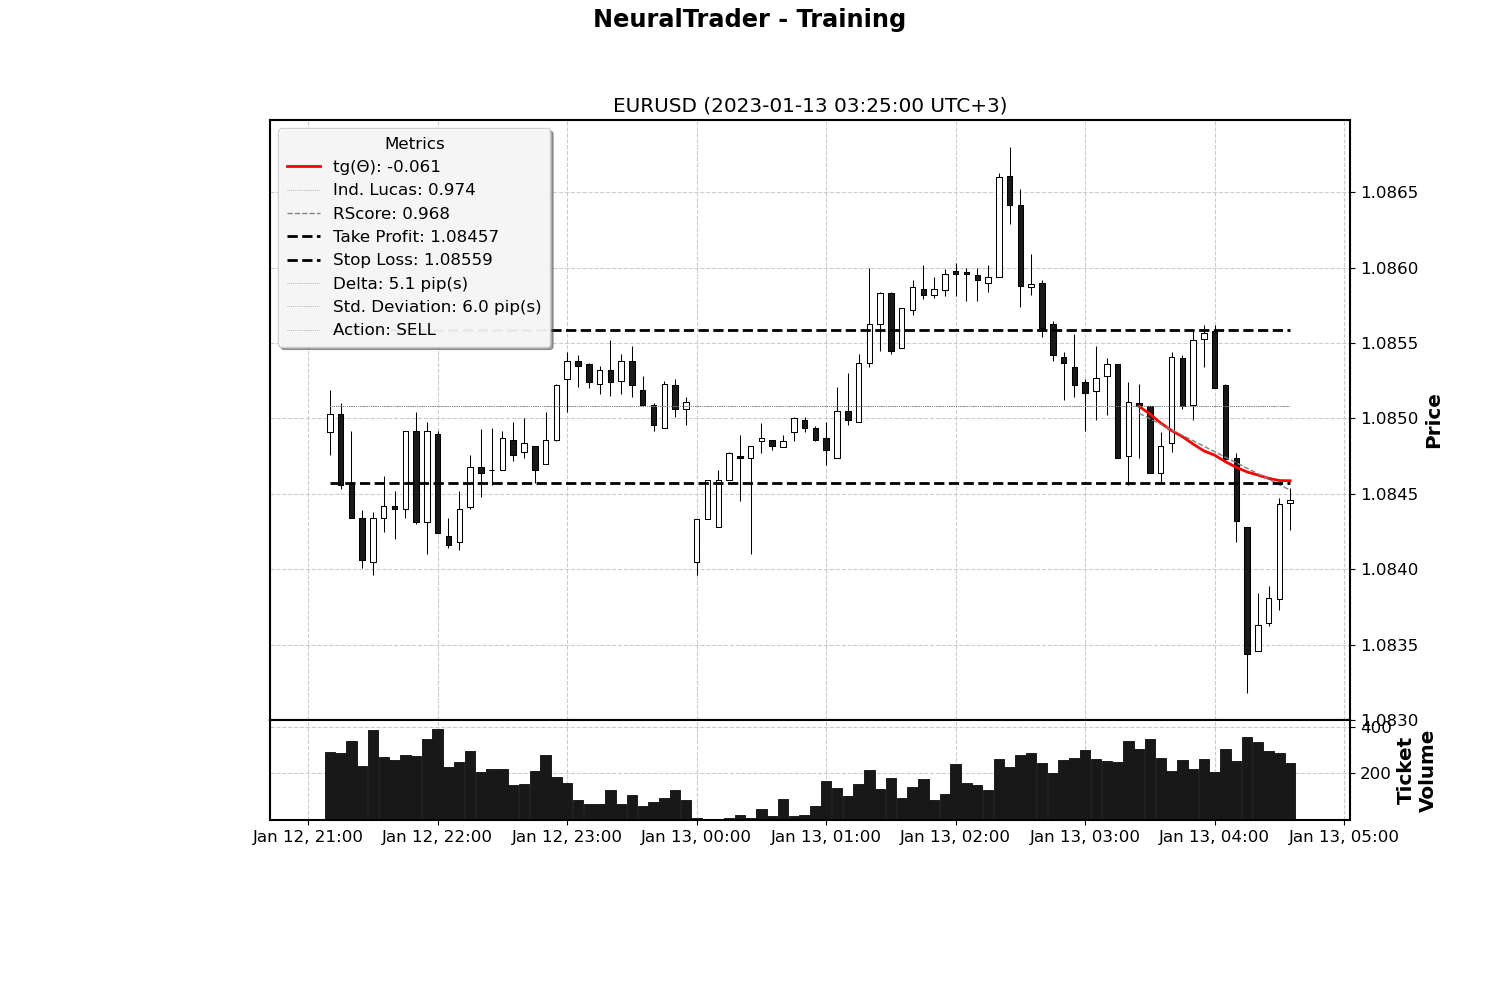 NeuralTrader - Training
EURUSD (2023-01-13 03:25:00 UTC+3)
Metrics
tg(Θ): -0.061
Ind. Lucas: 0.974
RScore: 0.968
Take Profit: 1.08457
Stop Loss: 1.08559
Delta: 5.1 pip(s)
Std. Deviation: 6.0 pip(s)
Action: SELL
1.0865
1.0860
1.0855
1.0850
1.0845
1.0840
1.0835
1.0830
Price
400
200
Ticket
Volume
Jan 12, 21:00
Jan 12, 22:00
Jan 12, 23:00
Jan 13, 00:00
Jan 13, 01:00
Jan 13, 02:00
Jan 13, 03:00
Jan 13, 04:00
Jan 13, 05:00